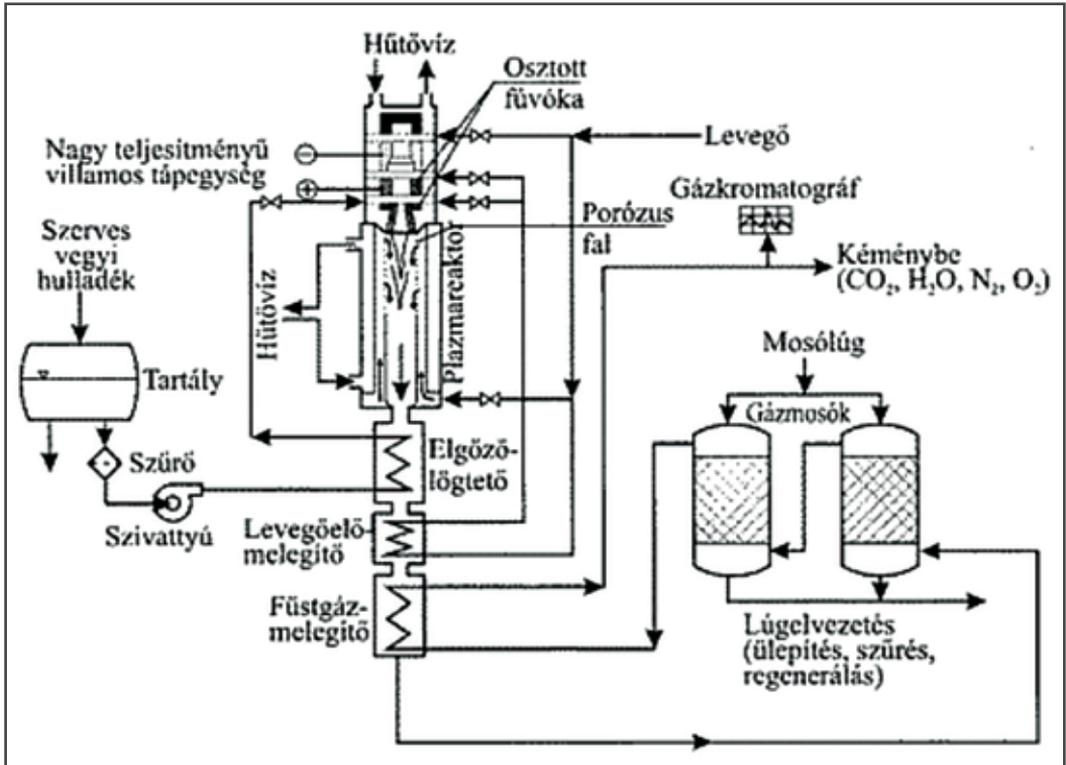 Hűtővíz
Osztott
fúvóka
Levegő
Nagy teljesítményű
villamos tápegység
−
+
Gázkromatográf
Porózus
fal
Kéménybe
(CO₂, H₂O, N₂, O₂)
Szerves
vegyi
hulladék
Hűtővíz
Plazmareaktor
Tartály
Mosólúg
Gázmosók
Szűrő
Szivattyú
Elgőző-
lögtető
Levegőelő-
melegítő
Füstgáz-
melegítő
Lúgelvezetés
(ülepítés, szűrés,
regenerálás)